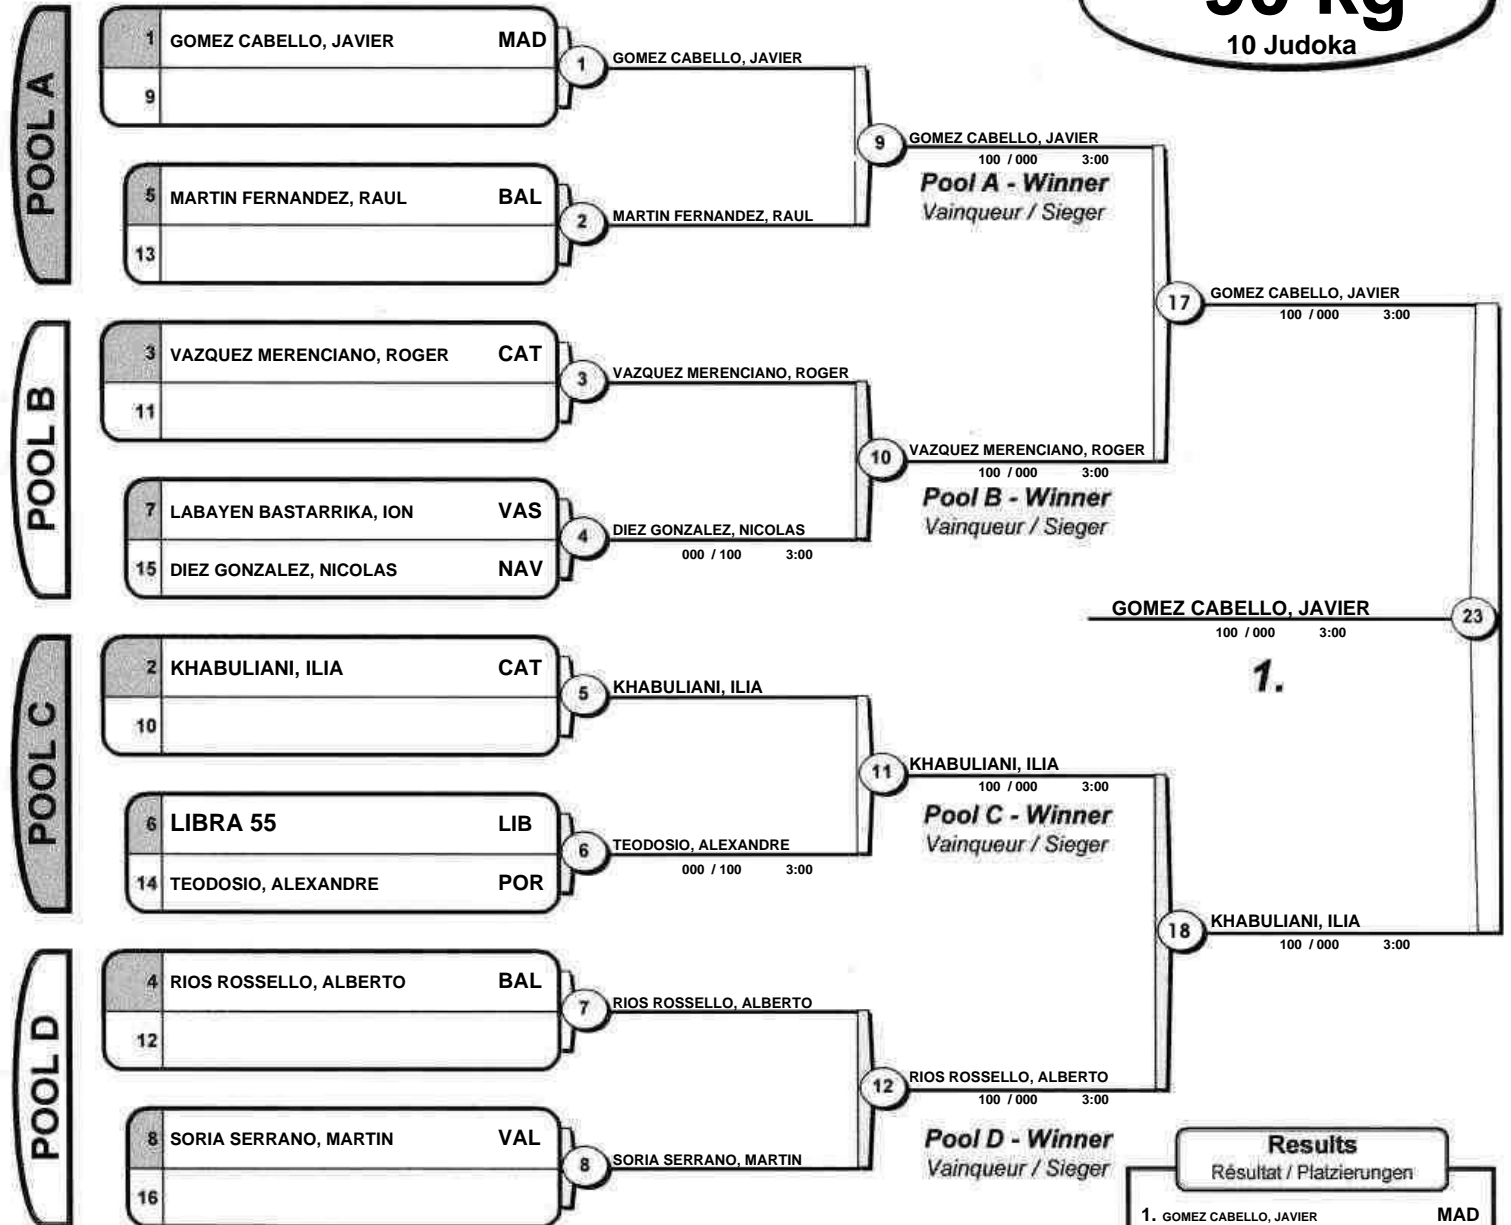 90 kg
10 Judoka
POOL A
1 GOMEZ CABELLO, JAVIER MAD
9
1 GOMEZ CABELLO, JAVIER
5 MARTIN FERNANDEZ, RAUL BAL
13
2 MARTIN FERNANDEZ, RAUL
9 GOMEZ CABELLO, JAVIER
100 / 000 3:00
Pool A - Winner
Vainqueur / Sieger
POOL B
3 VAZQUEZ MERENCIANO, ROGER CAT
11
3 VAZQUEZ MERENCIANO, ROGER
7 LABAYEN BASTARRIKA, ION VAS
15 DIEZ GONZALEZ, NICOLAS NAV
4 DIEZ GONZALEZ, NICOLAS
000 / 100 3:00
10 VAZQUEZ MERENCIANO, ROGER
100 / 000 3:00
Pool B - Winner
Vainqueur / Sieger
17 GOMEZ CABELLO, JAVIER
100 / 000 3:00
GOMEZ CABELLO, JAVIER 23
100 / 000 3:00
1.
POOL C
2 KHABULIANI, ILIA CAT
10
5 KHABULIANI, ILIA
6 LIBRA 55 LIB
14 TEODOSIO, ALEXANDRE POR
6 TEODOSIO, ALEXANDRE
000 / 100 3:00
11 KHABULIANI, ILIA
100 / 000 3:00
Pool C - Winner
Vainqueur / Sieger
18 KHABULIANI, ILIA
100 / 000 3:00
POOL D
4 RIOS ROSSELLO, ALBERTO BAL
12
7 RIOS ROSSELLO, ALBERTO
8 SORIA SERRANO, MARTIN VAL
16
8 SORIA SERRANO, MARTIN
12 RIOS ROSSELLO, ALBERTO
100 / 000 3:00
Pool D - Winner
Vainqueur / Sieger
Results
Résultat / Platzierungen
1. GOMEZ CABELLO, JAVIER MAD